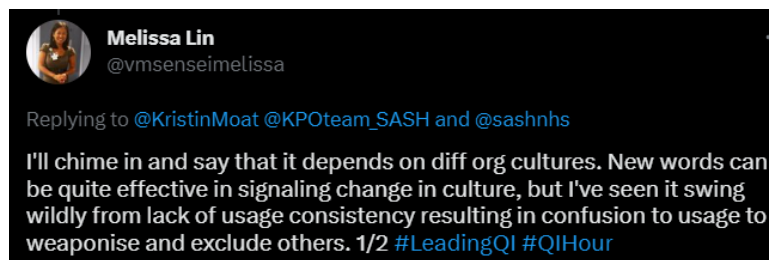 Melissa Lin
@vmsenseimelissa
Replying to @KristinMoat @KPOteam_SASH and @sashnhs
I'll chime in and say that it depends on diff org cultures. New words can
be quite effective in signaling change in culture, but I've seen it swing
wildly from lack of usage consistency resulting in confusion to usage to
weaponise and exclude others. 1/2 #LeadingQI #QIHour